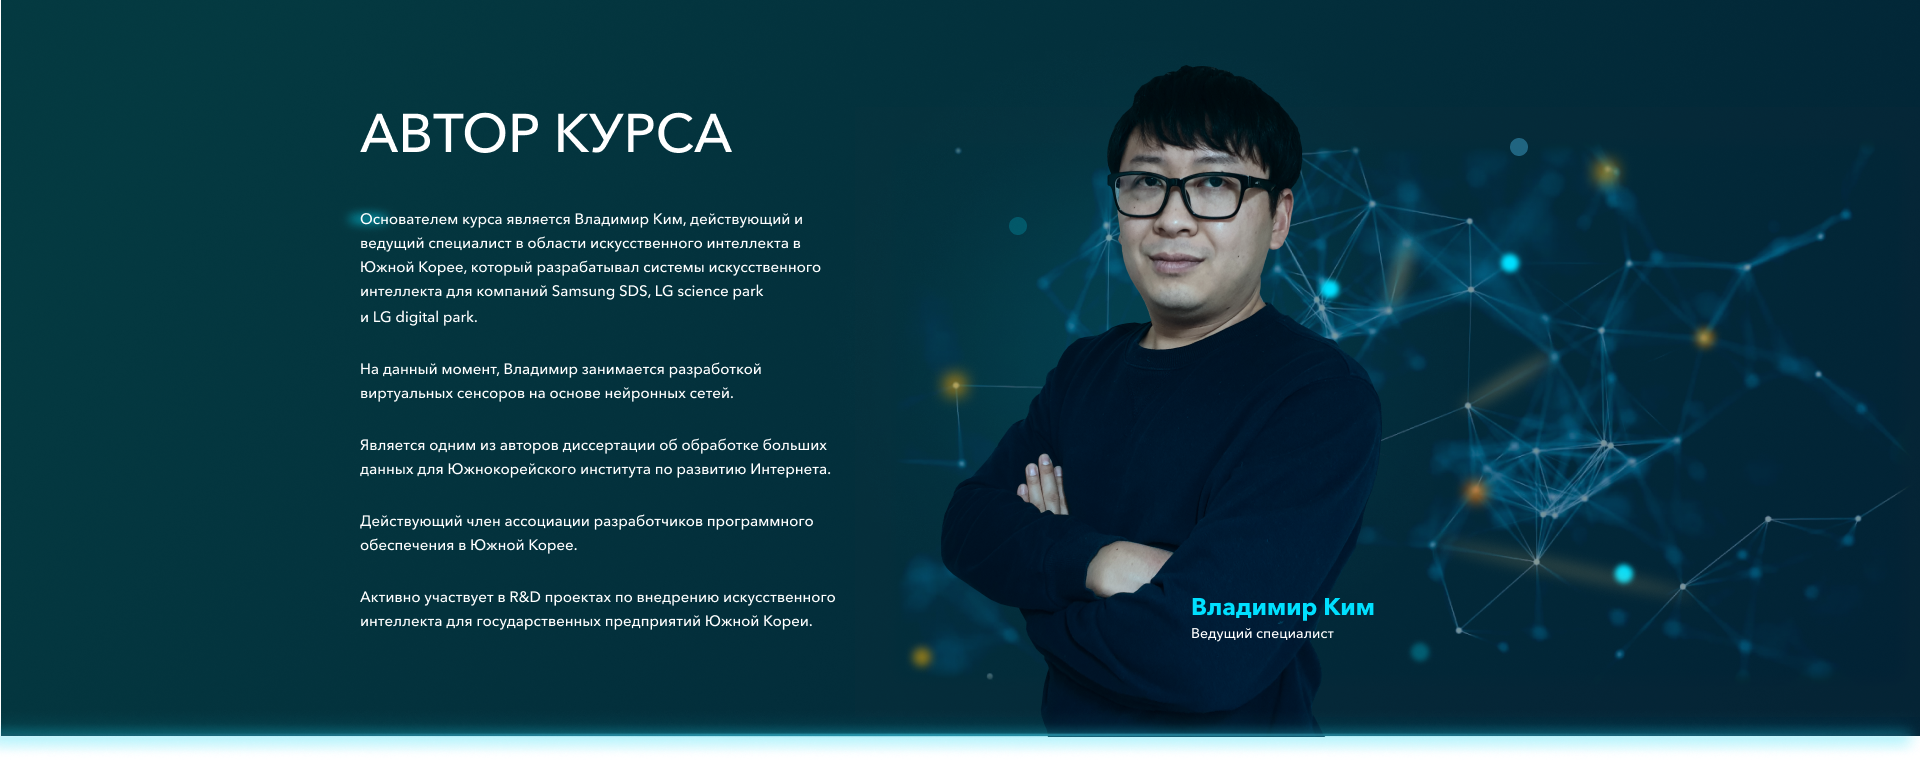 АВТОР КУРСА
Основателем курса является Владимир Ким, действующий и
ведущий специалист в области искусственного интеллекта в
Южной Корее, который разрабатывал системы искусственного
интеллекта для компаний Samsung SDS, LG science park
и LG digital park.
На данный момент, Владимир занимается разработкой
виртуальных сенсоров на основе нейронных сетей.
Является одним из авторов диссертации об обработке больших
данных для Южнокорейского института по развитию Интернета.
Действующий член ассоциации разработчиков программного
обеспечения в Южной Корее.
Активно участвует в R&D проектах по внедрению искусственного
интеллекта для государственных предприятий Южной Кореи.
Владимир Ким
Ведущий специалист